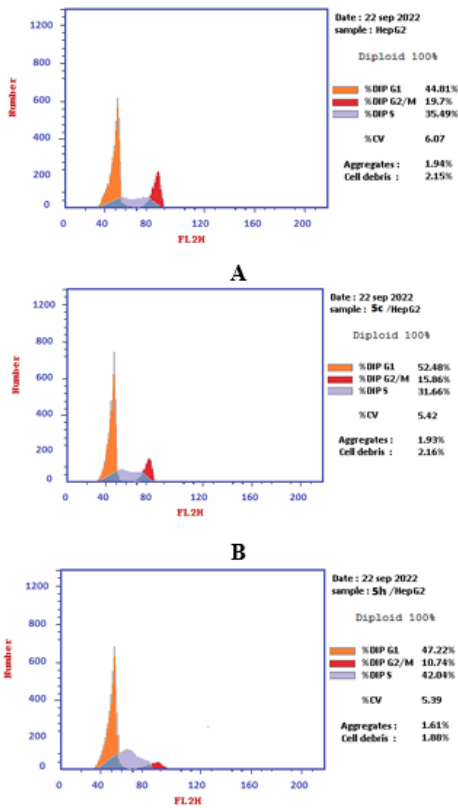 Date : 22 sep 2022
sample : HepG2
Diploid 100%
%DIP G1 44.81%
%DIP G2/M 19.7%
%DIP S 35.49%
%CV 6.07
Aggregates : 1.94%
Cell debris : 2.15%
Number
1200
1000
800
600
400
200
0
0 40 80 120 160 200
FL2H
A
Date : 22 sep 2022
sample : 5c /HepG2
Diploid 100%
%DIP G1 52.48%
%DIP G2/M 15.86%
%DIP S 31.66%
%CV 5.42
Aggregates : 1.93%
Cell debris : 2.16%
Number
1200
800
600
400
200
0
0 40 80 120 160 200
FL2H
B
Date : 22 sep 2022
sample : 5h /HepG2
Diploid 100%
%DIP G1 47.22%
%DIP G2/M 10.74%
%DIP S 42.04%
%CV 5.39
Aggregates : 1.61%
Cell debris : 1.88%
Number
1200
800
600
400
200
0
0 40 80 120 160 200
FL2H